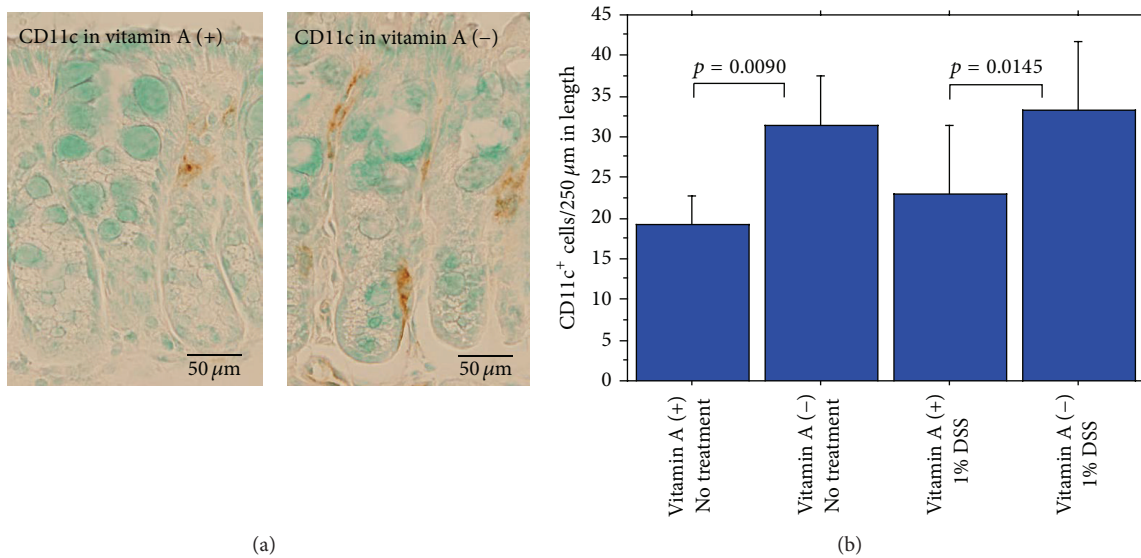 CD11c in vitamin A (+)
50 μm
CD11c in vitamin A (−)
50 μm
(a)
CD11c⁺ cells/250 μm in length
45
40
35
30
25
20
15
10
5
0
p = 0.0090
p = 0.0145
Vitamin A (+)
No treatment
Vitamin A (−)
No treatment
Vitamin A (+)
1% DSS
Vitamin A (−)
1% DSS
(b)